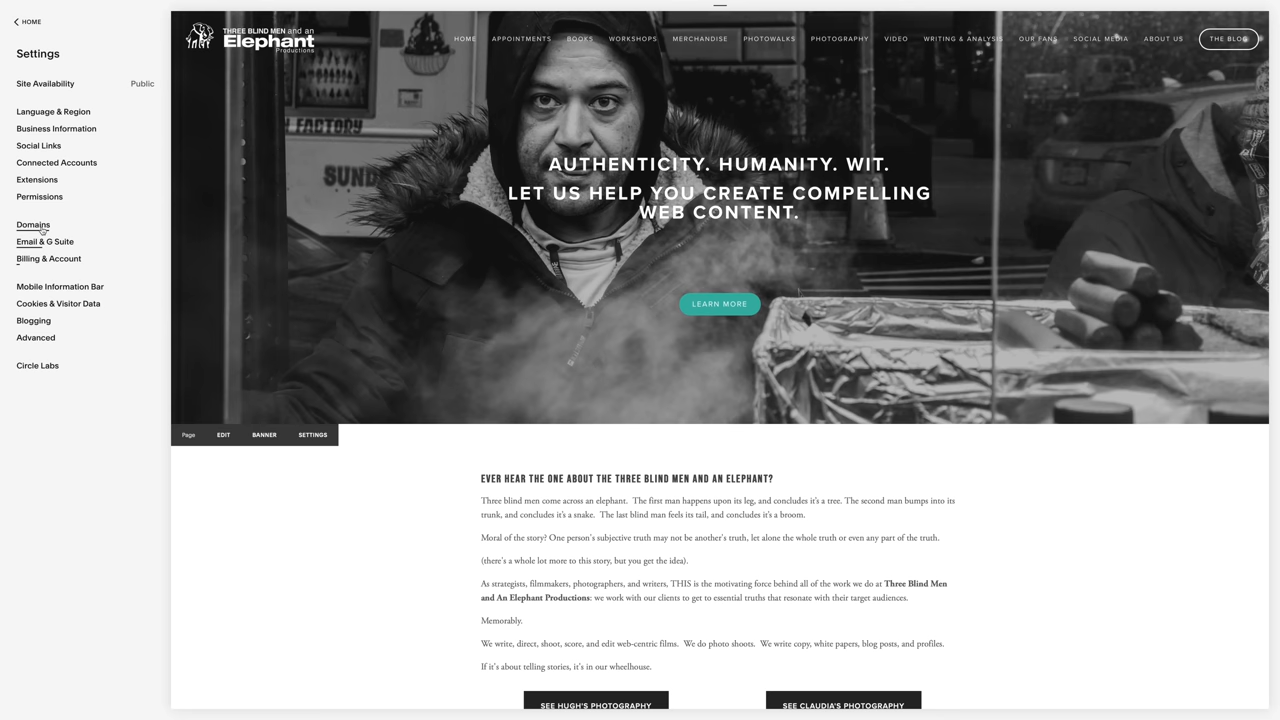 HOME
Settings
Site Availability Public
Language & Region
Business Information
Social Links
Connected Accounts
Extensions
Permissions
Domains
Email & G Suite
Billing & Account
Mobile Information Bar
Cookies & Visitor Data
Blogging
Advanced
Circle Labs
THREE BLIND MEN and an
Elephant
Productions
HOME APPOINTMENTS BOOKS WORKSHOPS MERCHANDISE PHOTOWALKS PHOTOGRAPHY VIDEO WRITING & ANALYSIS OUR FANS SOCIAL MEDIA ABOUT US THE BLOG
FACTORY
SUND
AUTHENTICITY. HUMANITY. WIT.
LET US HELP YOU CREATE COMPELLING
WEB CONTENT.
LEARN MORE
Page EDIT BANNER SETTINGS
EVER HEAR THE ONE ABOUT THE THREE BLIND MEN AND AN ELEPHANT?
Three blind men come across an elephant. The first man happens upon its leg, and concludes it's a tree. The second man bumps into its
trunk, and concludes it's a snake. The last blind man feels its tail, and concludes it's a broom.
Moral of the story? One person's subjective truth may not be another's truth, let alone the whole truth or even any part of the truth.
(there's a whole lot more to this story, but you get the idea).
As strategists, filmmakers, photographers, and writers, THIS is the motivating force behind all of the work we do at Three Blind Men
and An Elephant Productions: we work with our clients to get to essential truths that resonate with their target audiences.
Memorably.
We write, direct, shoot, score, and edit web-centric films. We do photo shoots. We write copy, white papers, blog posts, and profiles.
If it's about telling stories, it's in our wheelhouse.
SEE HUGH'S PHOTOGRAPHY SEE CLAUDIA'S PHOTOGRAPHY